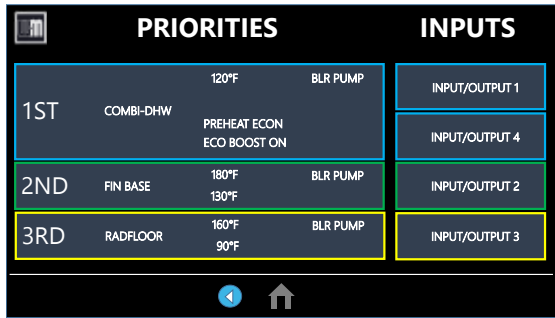 PRIORITIES INPUTS
1ST COMBI-DHW 120°F BLR PUMP
PREHEAT ECON
ECO BOOST ON
INPUT/OUTPUT 1
INPUT/OUTPUT 4
2ND FIN BASE 180°F BLR PUMP
130°F
INPUT/OUTPUT 2
3RD RADFLOOR 160°F BLR PUMP
90°F
INPUT/OUTPUT 3